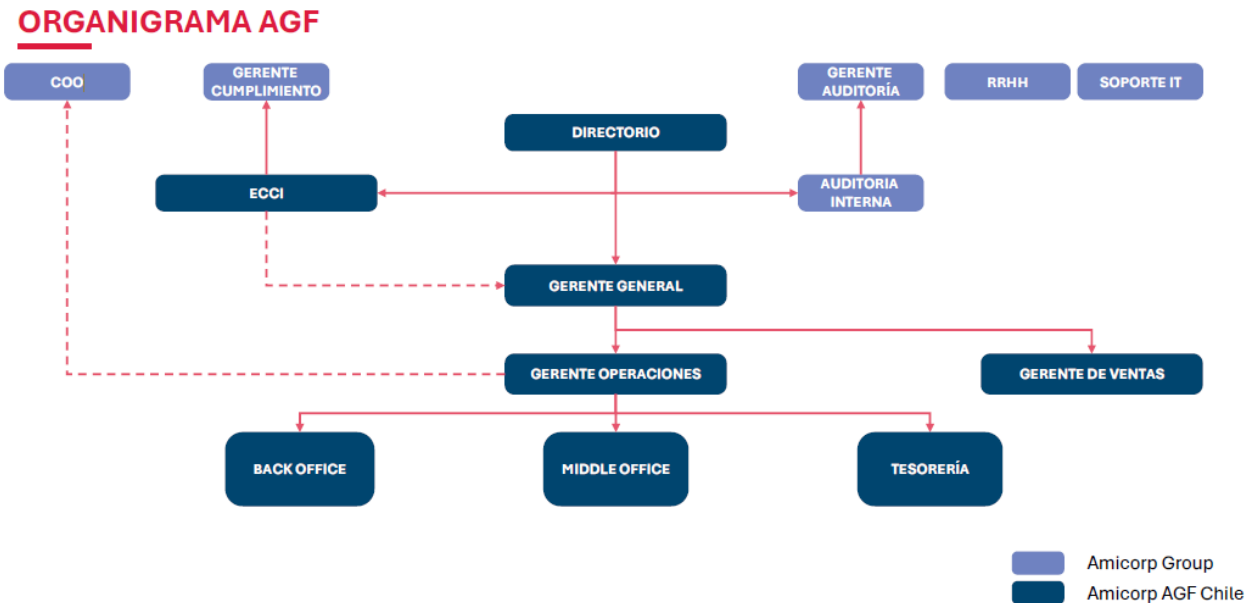 ORGANIGRAMA AGF
COO
GERENTE
CUMPLIMIENTO
GERENTE
AUDITORÍA
RRHH
SOPORTE IT
DIRECTORIO
ECCI
AUDITORIA
INTERNA
GERENTE GENERAL
GERENTE OPERACIONES
GERENTE DE VENTAS
BACK OFFICE
MIDDLE OFFICE
TESORERÍA
Amicorp Group
Amicorp AGF Chile